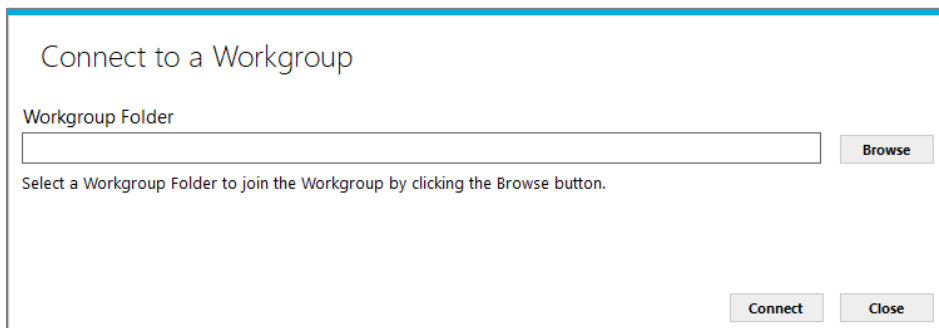 Connect to a Workgroup
Workgroup Folder
Browse
Select a Workgroup Folder to join the Workgroup by clicking the Browse button.
Connect
Close